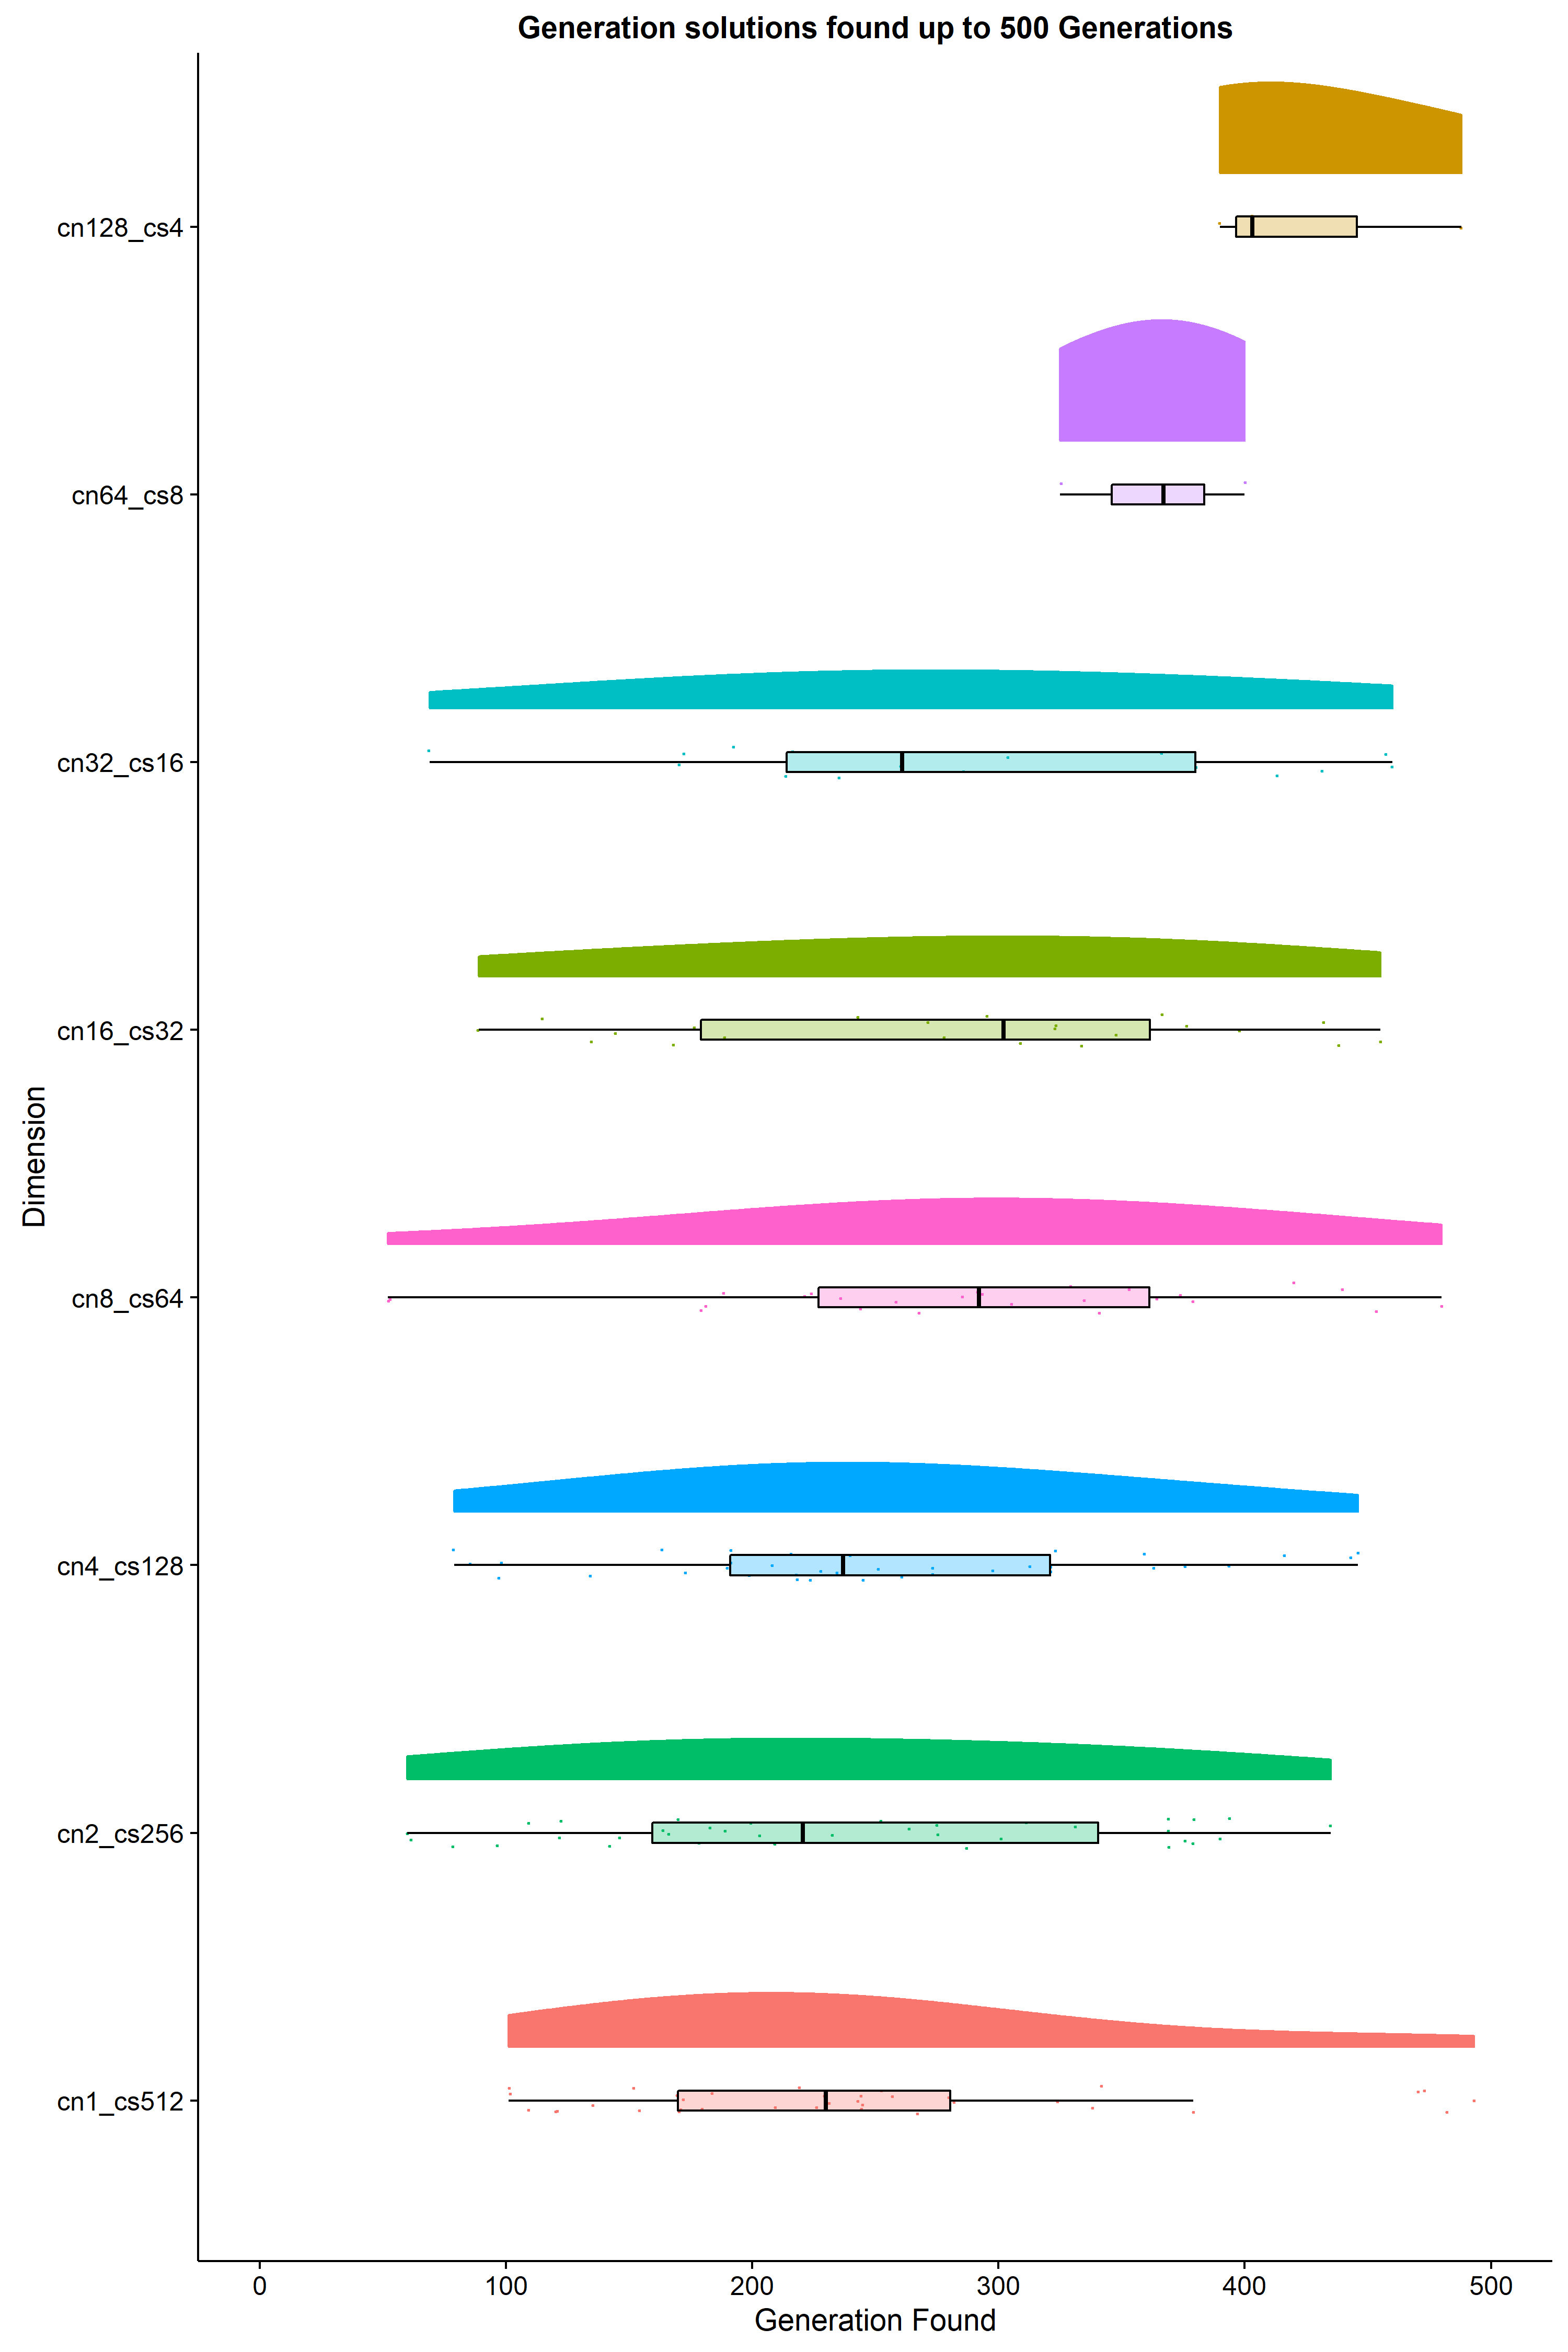 Generation solutions found up to 500 Generations
cn128_cs4
cn64_cs8
cn32_cs16
cn16_cs32
cn8_cs64
cn4_cs128
cn2_cs256
cn1_cs512
Dimension
0 100 200 300 400 500
Generation Found